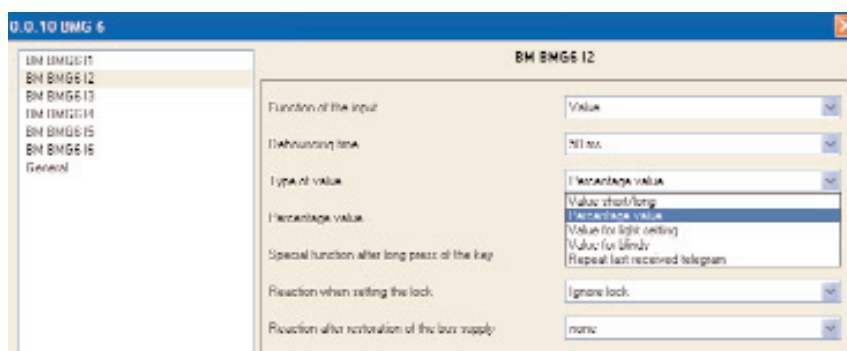 0.0.10 BMG 6
BM BMG6 I1
BM BMG6 I2
BM BMG6 I3
BM BMG6 I4
BM BMG6 I5
BM BMG6 I6
General
BM BMG6 I2
Function of the input
Value
Debouncing time
50 ms
Type of value
Percentage value
Value short/long
Percentage value
Value for light setting
Value for blinds
Repeat last received telegram
Percentage value
Special function after long press of the key
Reaction when setting the lock
Ignore lock
Reaction after restoration of the bus supply
none